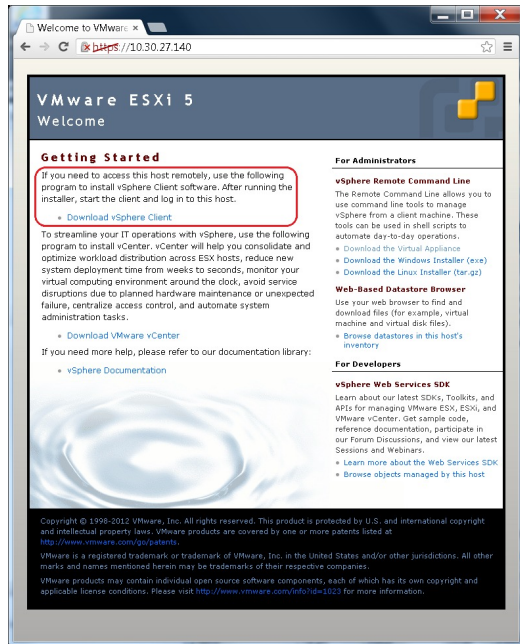 Welcome to VMware
https://10.30.27.140
VMware ESXi 5
Welcome
Getting Started
If you need to access this host remotely, use the following
program to install vSphere Client software. After running the
installer, start the client and log in to this host.
Download vSphere Client
To streamline your IT operations with vSphere, use the following
program to install vCenter. vCenter will help you consolidate and
optimize workload distribution across ESX hosts, reduce new
system deployment time from weeks to seconds, monitor your
virtual computing environment around the clock, avoid service
disruptions due to planned hardware maintenance or unexpected
failure, centralize access control, and automate system
administration tasks.
Download VMware vCenter
If you need more help, please refer to our documentation library:
vSphere Documentation
For Administrators
vSphere Remote Command Line
The Remote Command Line allows you to
use command line tools to manage
vSphere from a client machine. These
tools can be used in shell scripts to
automate day-to-day operations.
Download the Virtual Appliance
Download the Windows Installer (exe)
Download the Linux Installer (tar.gz)
Web-Based Datastore Browser
Use your web browser to find and
download files (for example, virtual
machine and virtual disk files).
Browse datastores in this host's
inventory
For Developers
vSphere Web Services SDK
Learn about our latest SDKs, Toolkits, and
APIs for managing VMware ESX, ESXi, and
VMware vCenter. Get sample code,
reference documentation, participate in
our Forum Discussions, and view our latest
Sessions and Webinars.
Learn more about the Web Services SDK
Browse objects managed by this host
Copyright © 1998-2012 VMware, Inc. All rights reserved. This product is protected by U.S. and international copyright
and intellectual property laws. VMware products are covered by one or more patents listed at
http://www.vmware.com/go/patents.
VMware is a registered trademark or trademark of VMware, Inc. in the United States and/or other jurisdictions. All other
marks and names mentioned herein may be trademarks of their respective companies.
VMware products may contain individual open source software components, each of which has its own copyright and
applicable license conditions. Please visit http://www.vmware.com/info?id=1023 for more information.